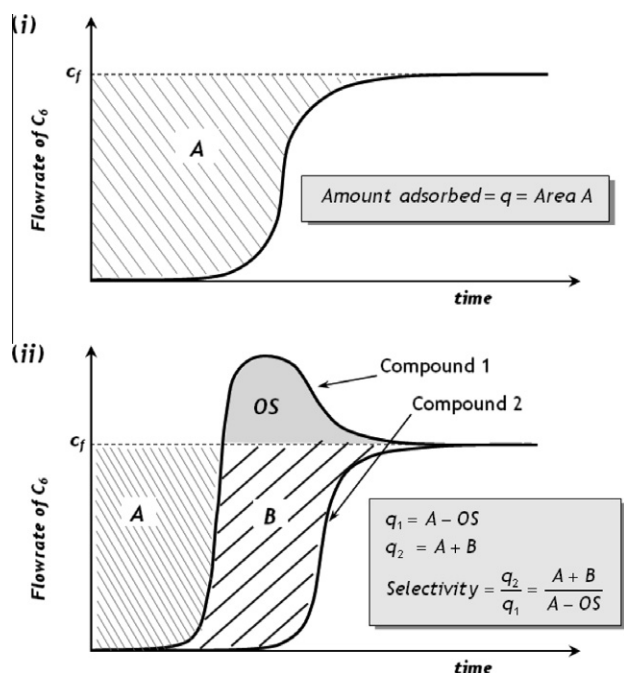 (i)
c_f
Flowrate of C₆
A
Amount adsorbed = q = Area A
time
(ii)
Compound 1
Compound 2
OS
c_f
Flowrate of C₆
A
B
q₁ = A – OS
q₂ = A + B
Selectivity = q₂/q₁ = (A + B)/(A – OS)
time